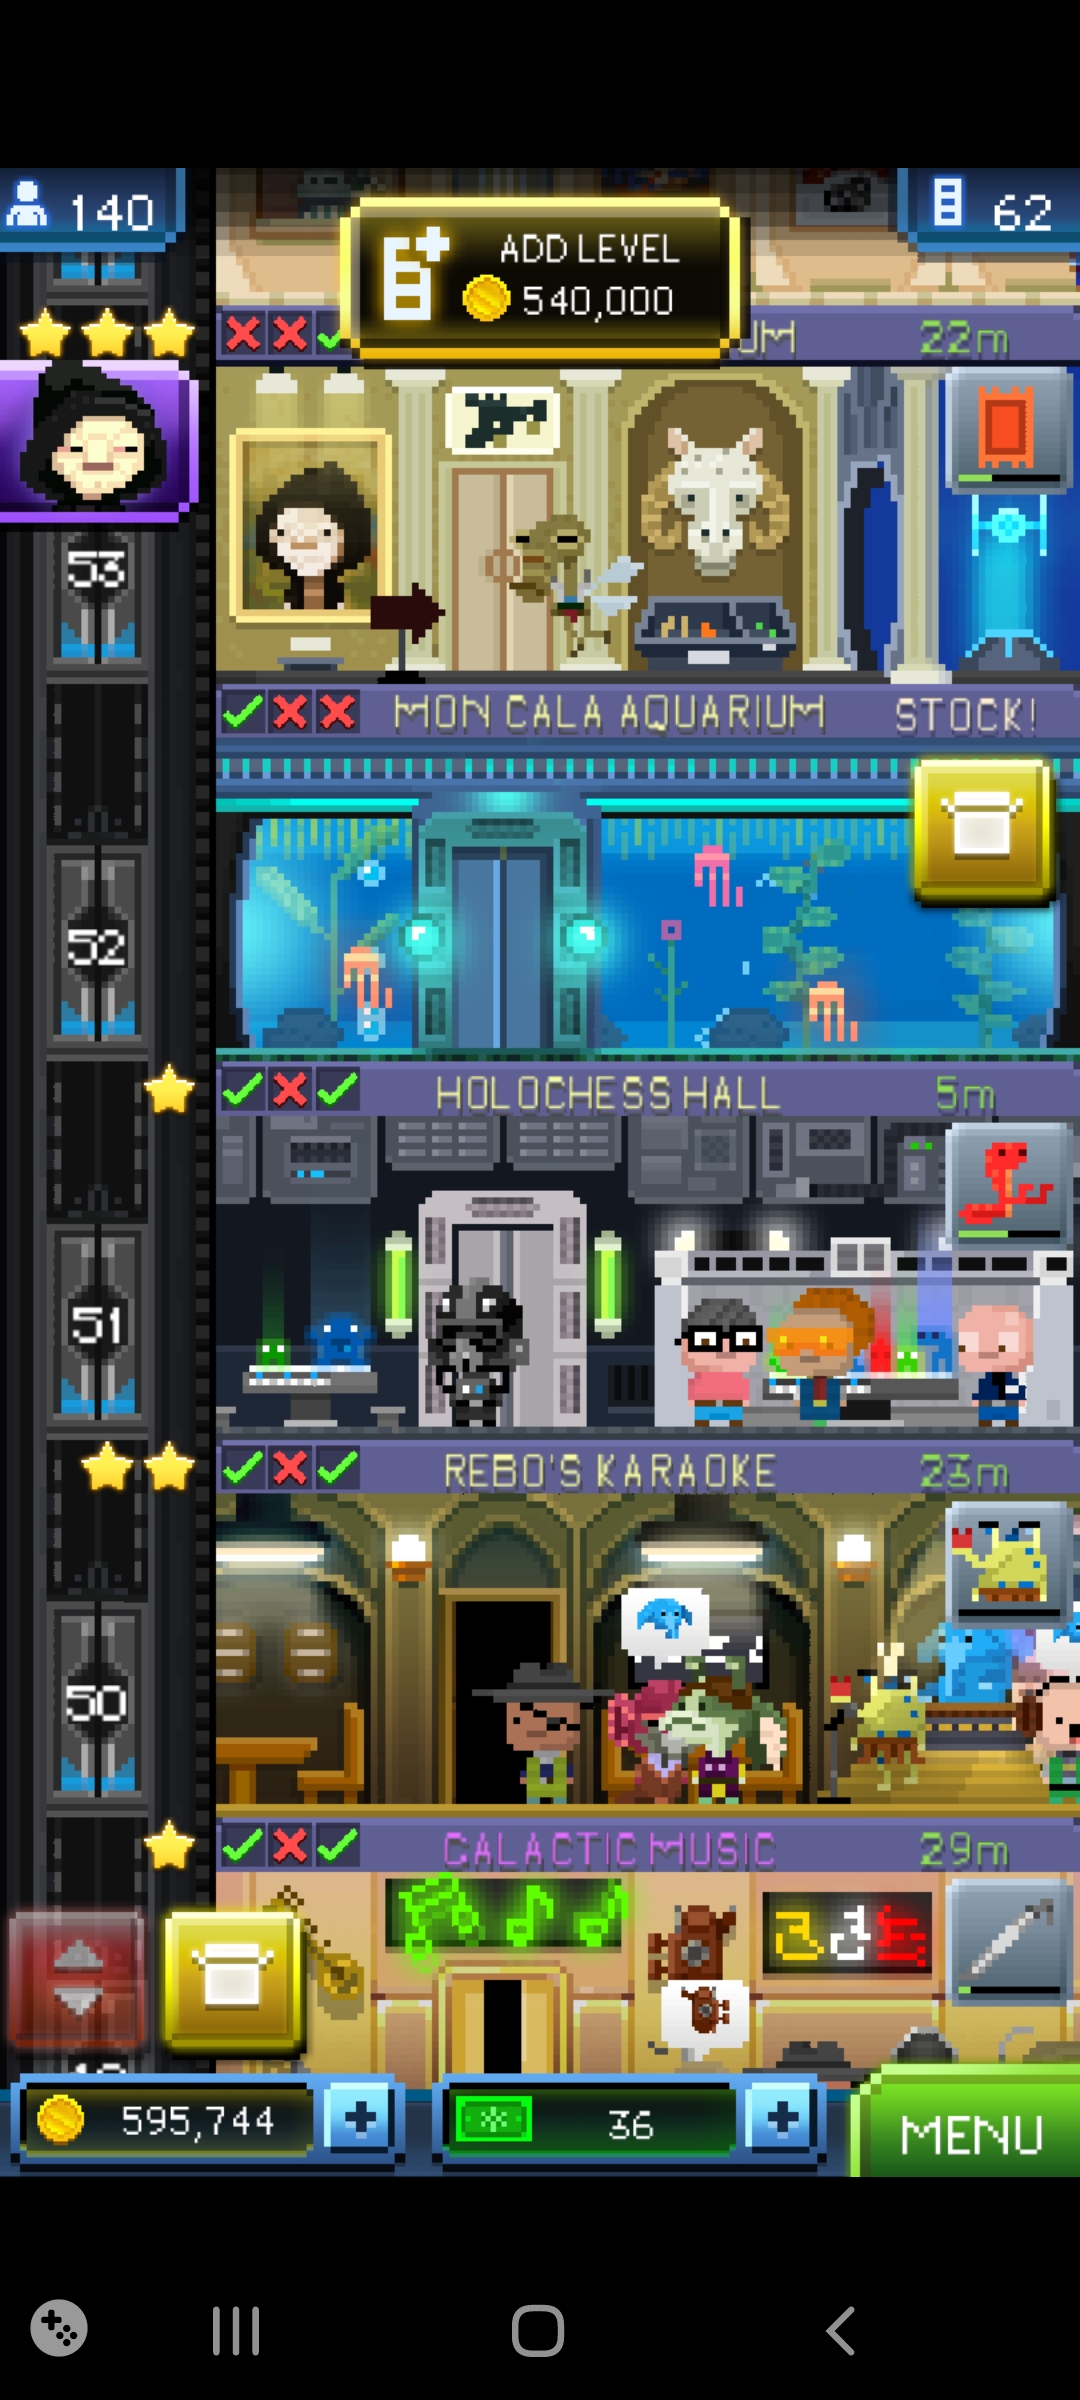 140
62
ADD LEVEL
540,000
UM
22m
53
MON CALA AQUARIUM
STOCK!
52
HOLOCHESS HALL
5m
51
REBO'S KARAOKE
23m
50
GALACTIC MUSIC
29m
595,744
36
MENU